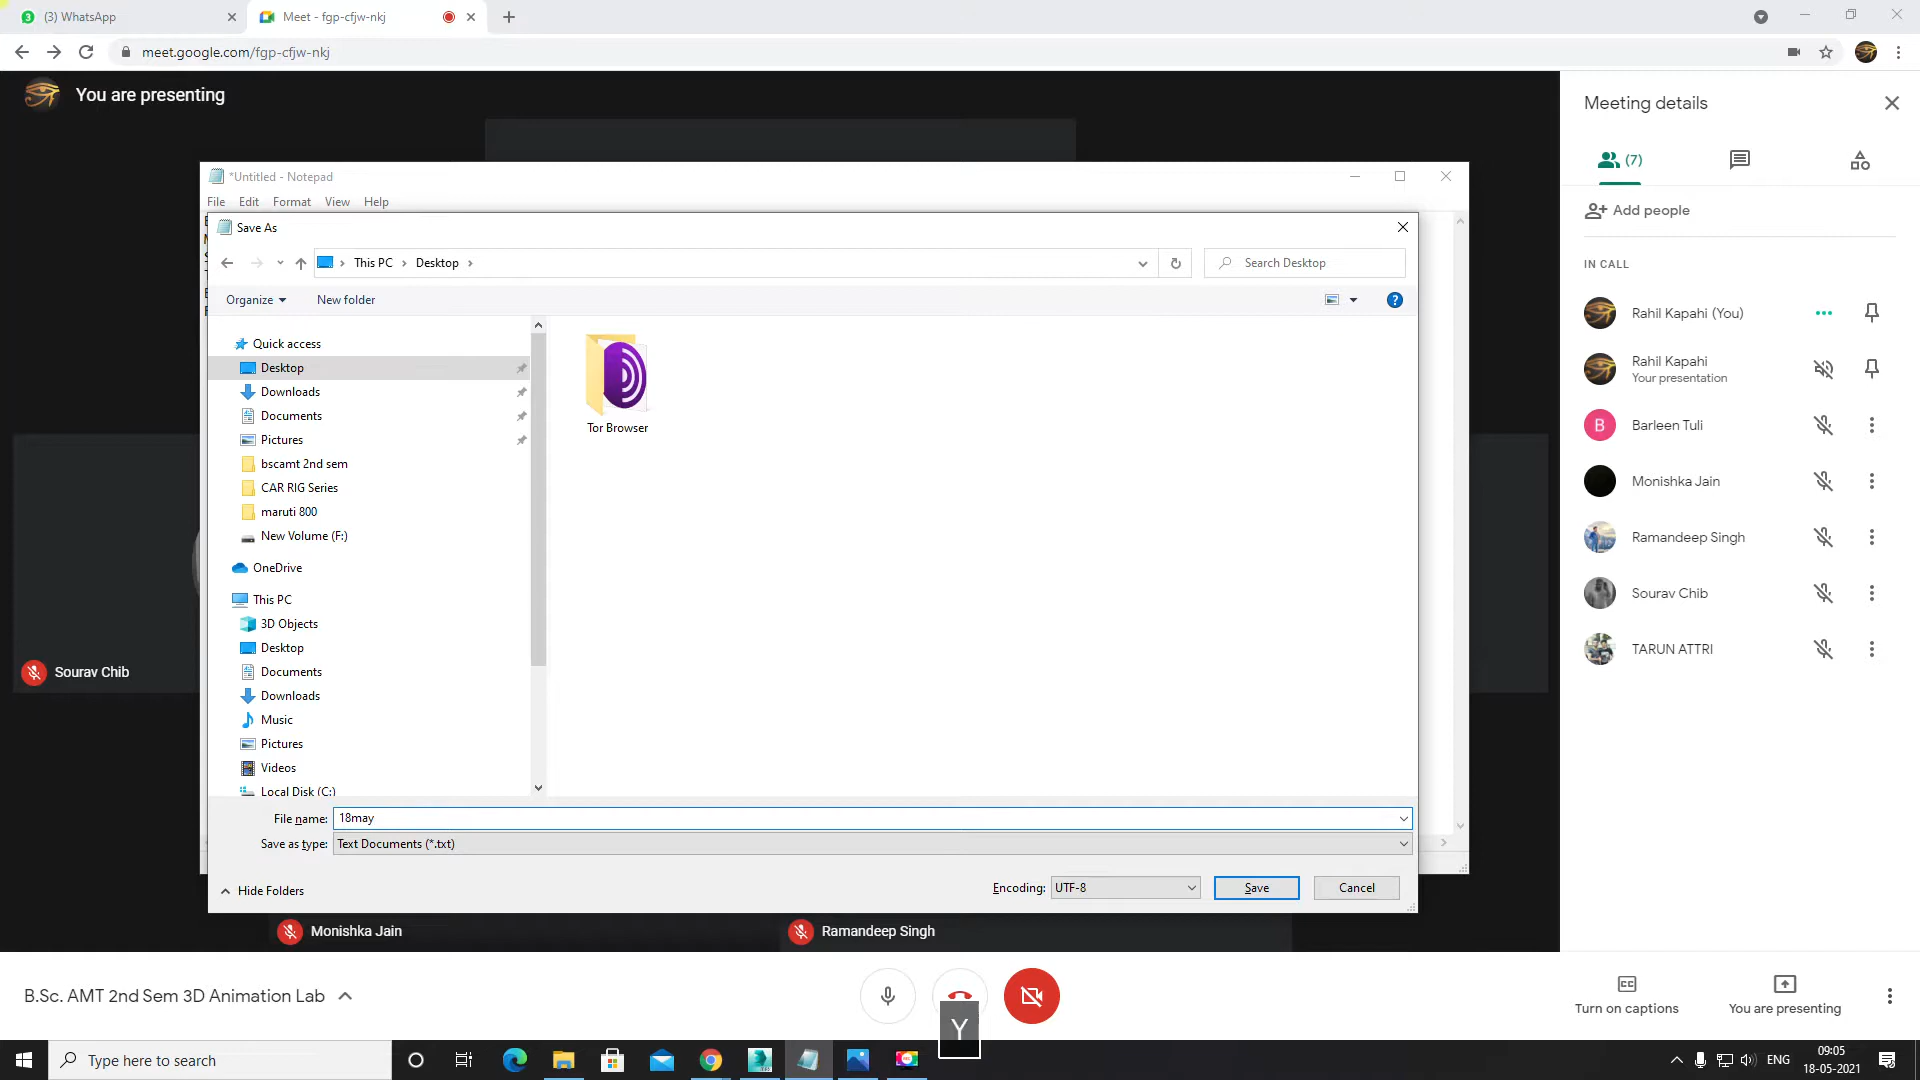 (3) WhatsApp
Meet - fgp-cfjw-nkj
meet.google.com/fgp-cfjw-nkj
You are presenting
Meeting details
(7)
Add people
IN CALL
Rahil Kapahi (You)
Rahil Kapahi
Your presentation
Barleen Tuli
Monishka Jain
Ramandeep Singh
Sourav Chib
TARUN ATTRI
*Untitled - Notepad
File Edit Format View Help
Save As
This PC Desktop
Search Desktop
Organize New folder
Quick access
Desktop
Downloads
Documents
Pictures
bscamt 2nd sem
CAR RIG Series
maruti 800
New Volume (F:)
OneDrive
This PC
3D Objects
Desktop
Documents
Downloads
Music
Pictures
Videos
Local Disk (C:)
Tor Browser
File name: 18may
Save as type: Text Documents (*.txt)
Hide Folders
Encoding: UTF-8 Save Cancel
Sourav Chib
Monishka Jain
Ramandeep Singh
B.Sc. AMT 2nd Sem 3D Animation Lab
Y
Turn on captions
You are presenting
Type here to search
ENG
09:05
18-05-2021